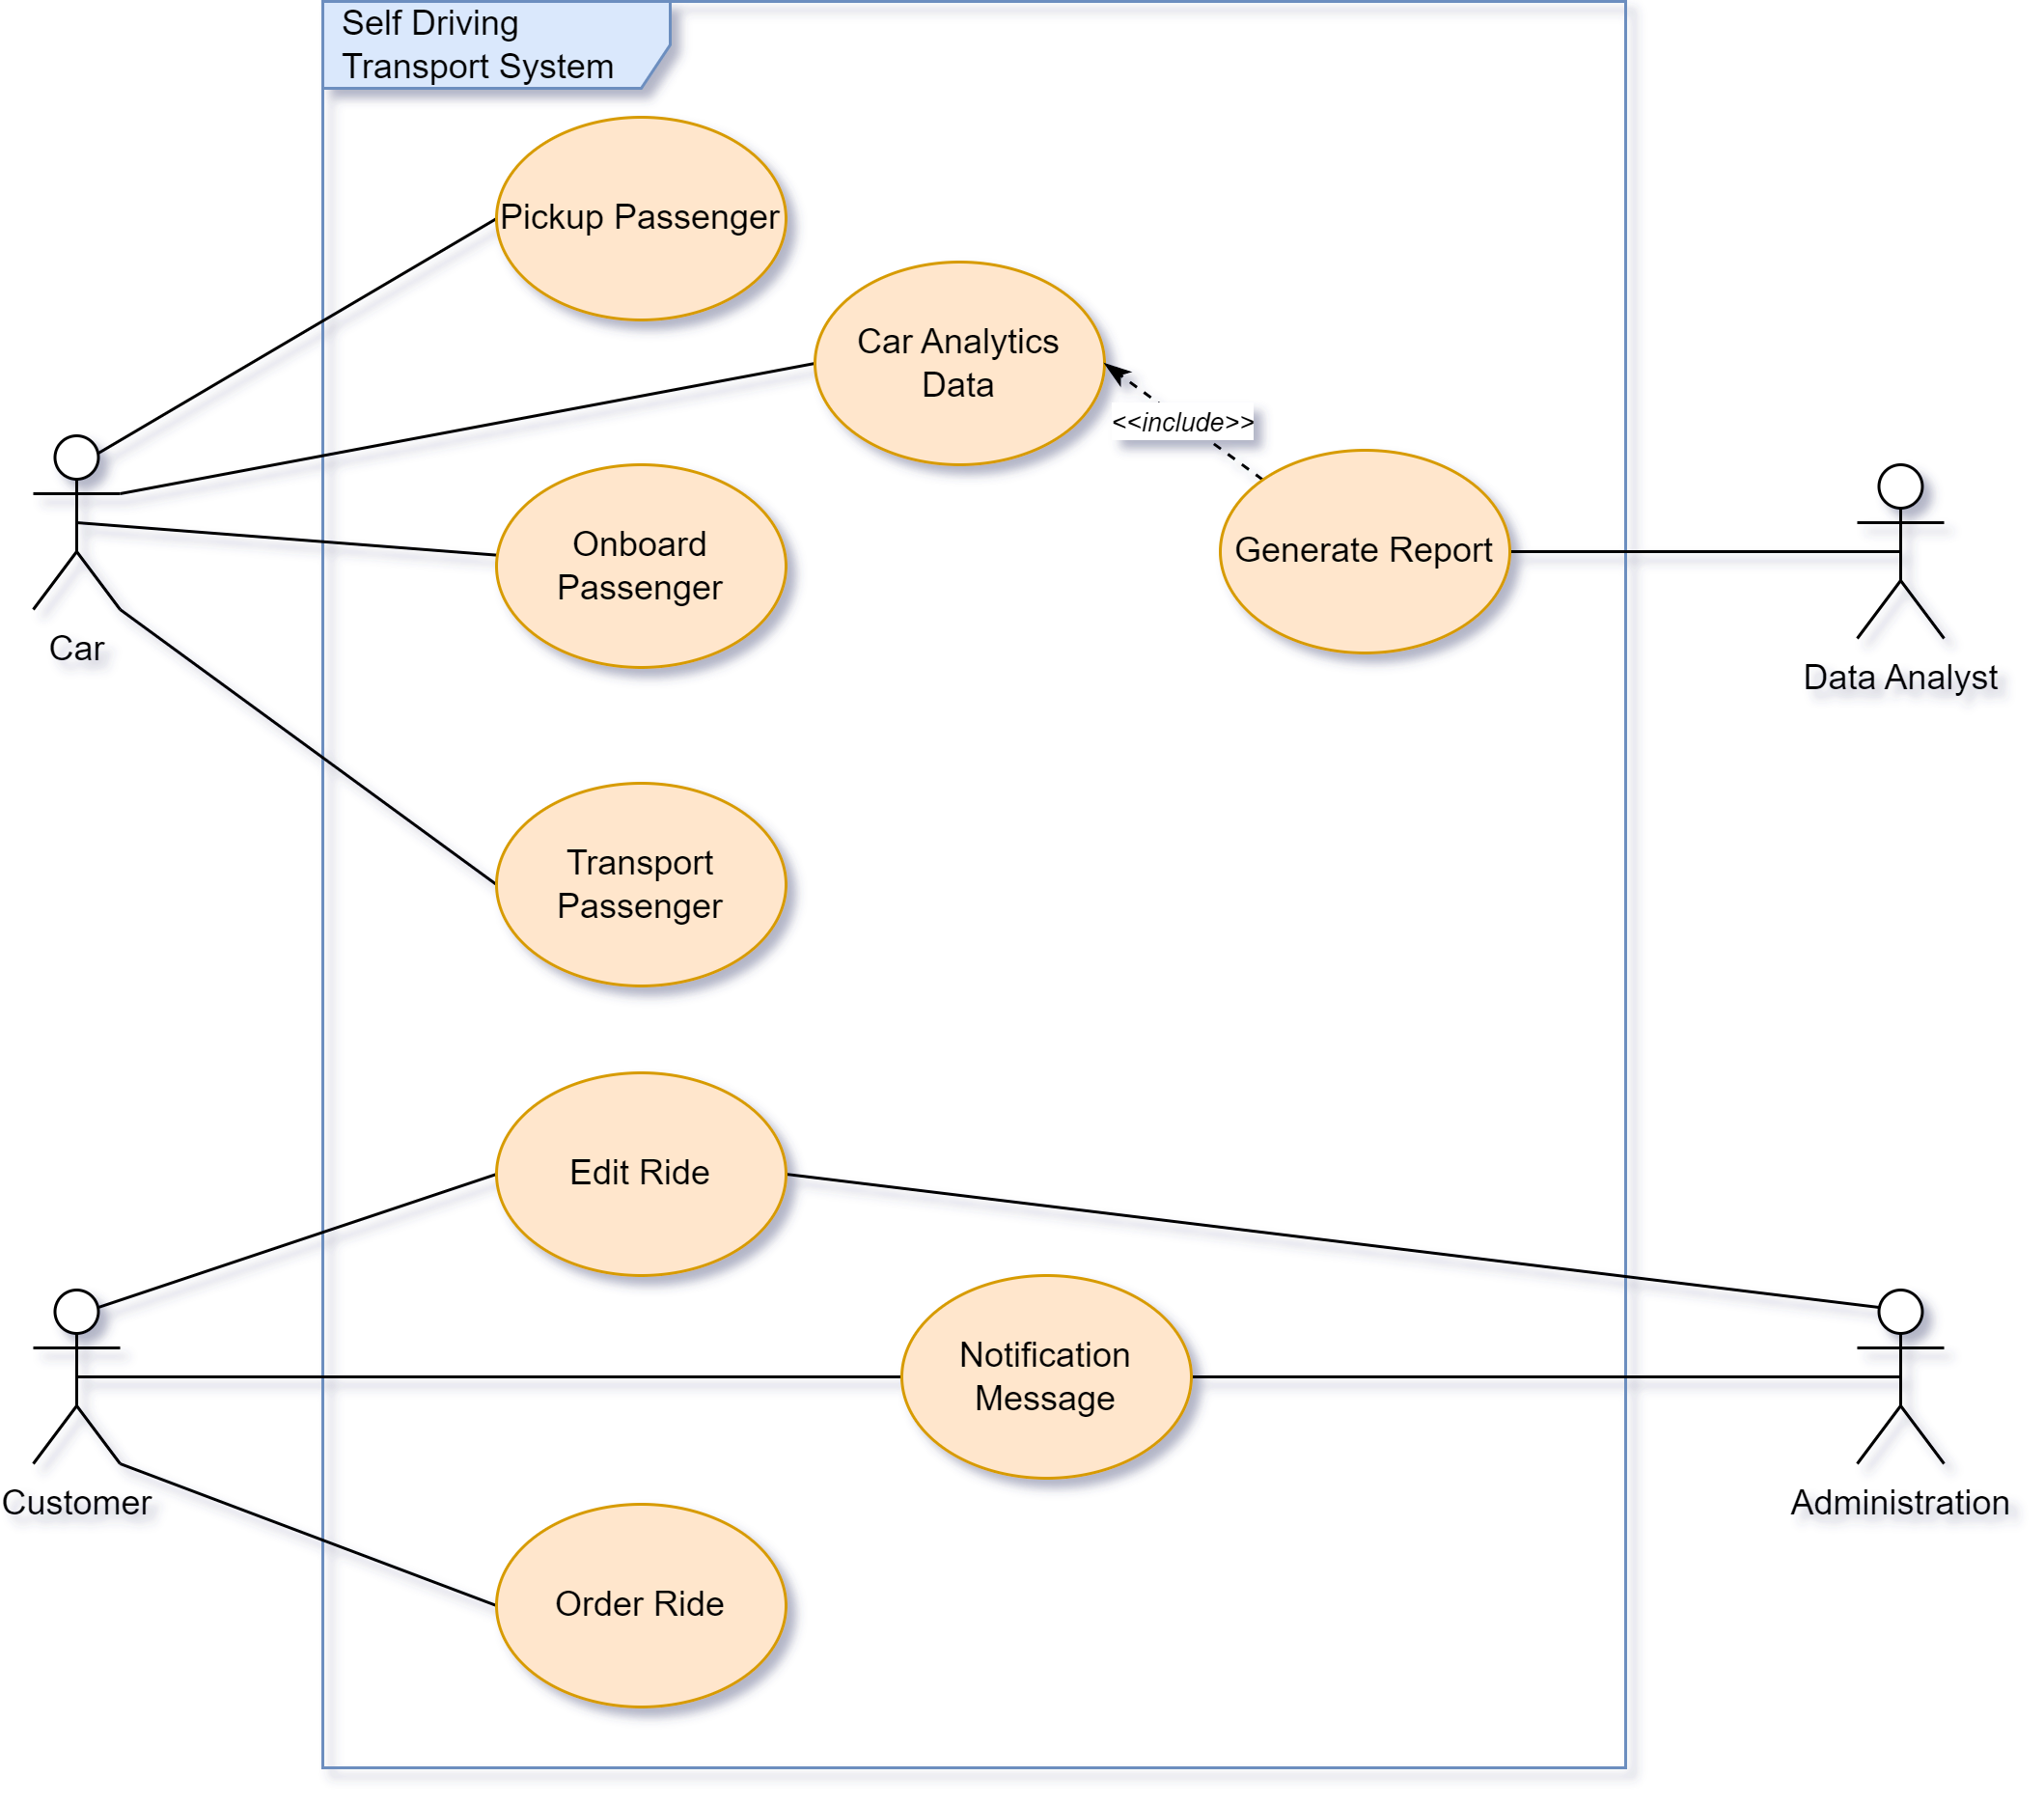 Self Driving
Transport System
Pickup Passenger
Car Analytics
Data
<<include>>
Onboard
Passenger
Generate Report
Car
Data Analyst
Transport
Passenger
Edit Ride
Notification
Message
Customer
Administration
Order Ride